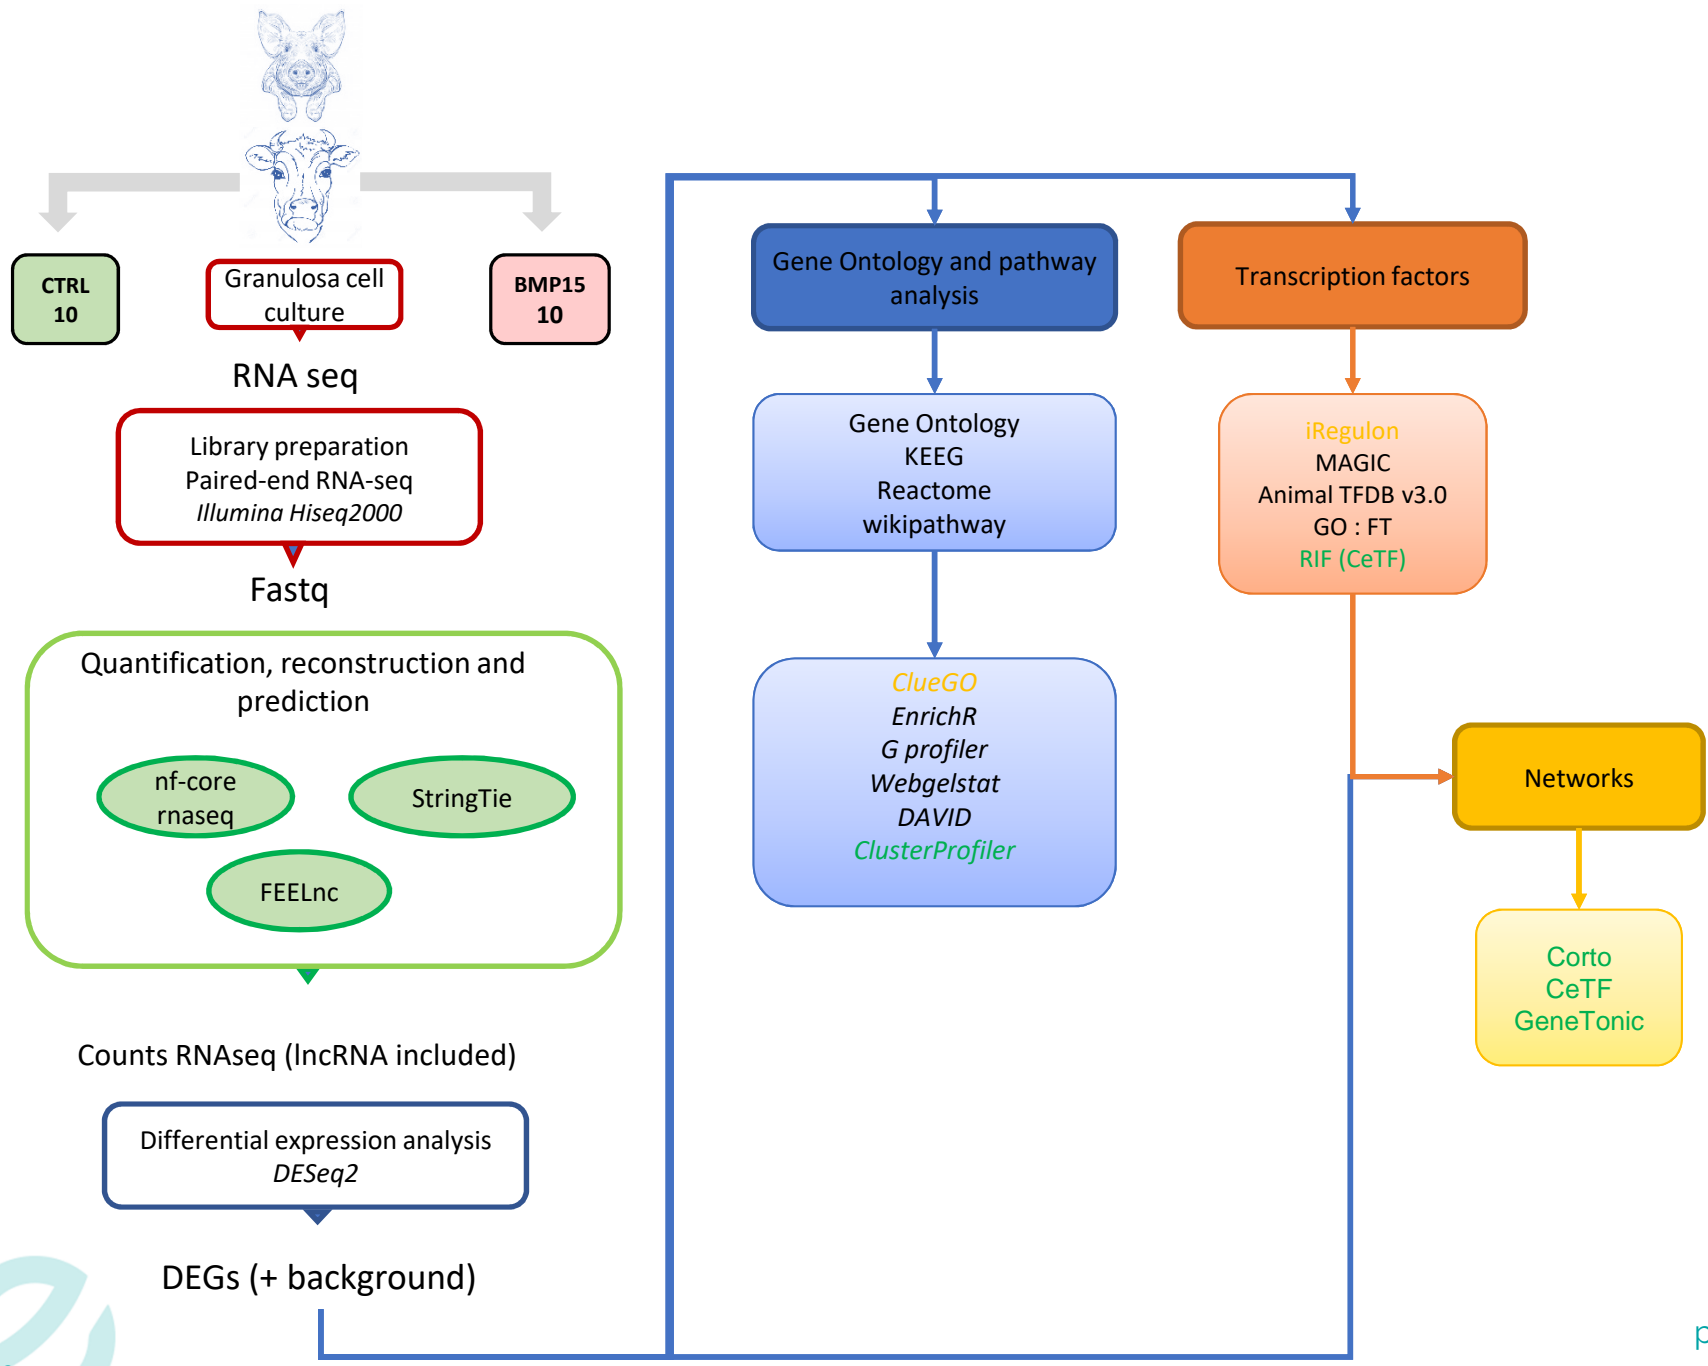 CTRL
10
Granulosa cell
culture
BMP15
10
RNA seq
Library preparation
Paired-end RNA-seq
Illumina Hiseq2000
Fastq
Quantification, reconstruction and
prediction
nf-core
rnaseq
StringTie
FEELnc
Counts RNAseq (lncRNA included)
Differential expression analysis
DESeq2
DEGs (+ background)
Gene Ontology and pathway
analysis
Gene Ontology
KEEG
Reactome
wikipathway
ClueGO
EnrichR
G profiler
Webgelstat
DAVID
ClusterProfiler
Transcription factors
iRegulon
MAGIC
Animal TFDB v3.0
GO : FT
RIF (CeTF)
Networks
Corto
CeTF
GeneTonic
p